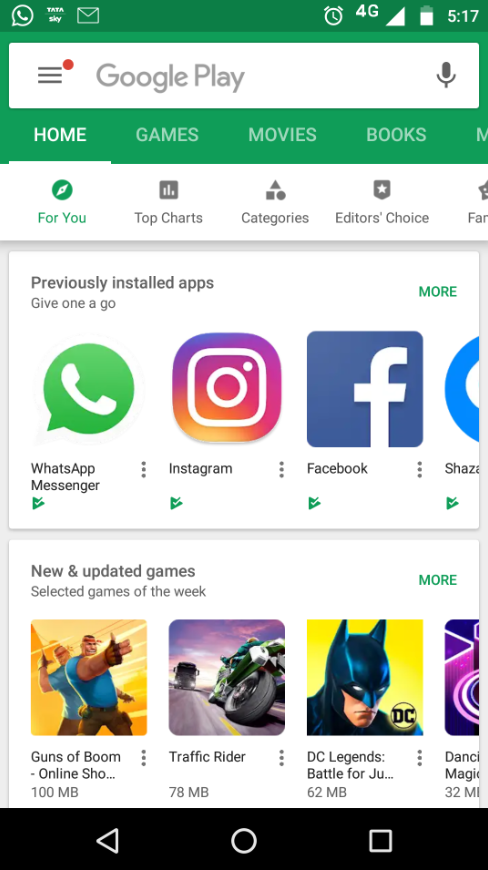 TATA
sky
4G
5:17
Google Play
HOME GAMES MOVIES BOOKS M
For You Top Charts Categories Editors' Choice Fam
Previously installed apps
Give one a go
MORE
WhatsApp
Messenger
Instagram
Facebook
Shaza
New & updated games
Selected games of the week
MORE
DC
Guns of Boom
- Online Sho...
100 MB
Traffic Rider
78 MB
DC Legends:
Battle for Ju...
62 MB
Danci
Magic
32 MB